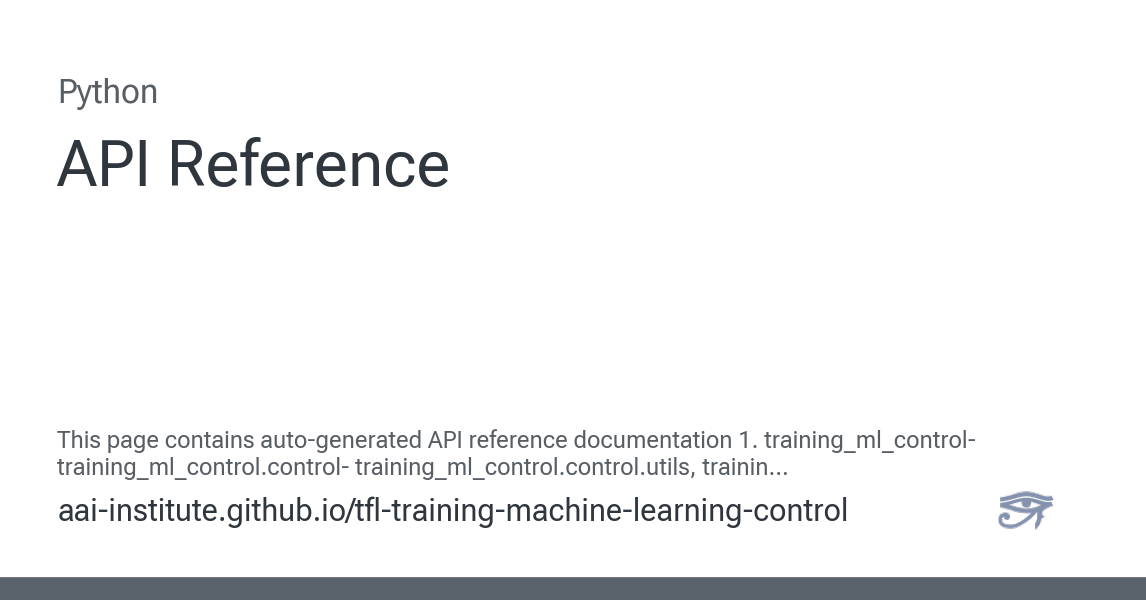 Python
API Reference
This page contains auto-generated API reference documentation 1. training_ml_control-
training_ml_control.control- training_ml_control.control.utils, trainin...
aai-institute.github.io/tfl-training-machine-learning-control